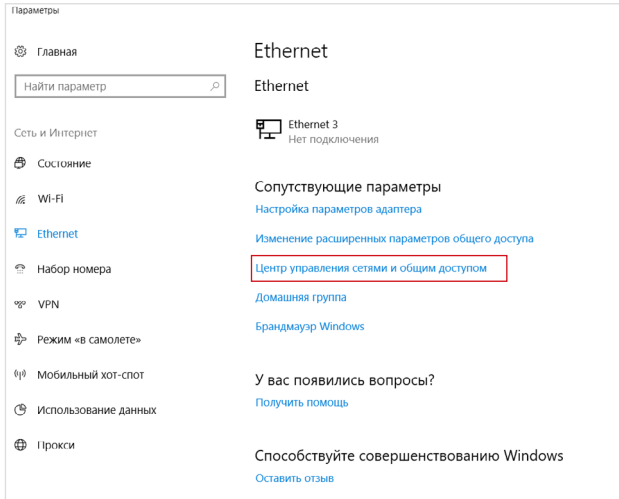 Параметры
Главная
Найти параметр
Сеть и Интернет
Состояние
Wi-Fi
Ethernet
Набор номера
VPN
Режим «в самолете»
Мобильный хот-спот
Использование данных
Прокси
Ethernet
Ethernet
Ethernet 3
Нет подключения
Сопутствующие параметры
Настройка параметров адаптера
Изменение расширенных параметров общего доступа
Центр управления сетями и общим доступом
Домашняя группа
Брандмауэр Windows
У вас появились вопросы?
Получить помощь
Способствуйте совершенствованию Windows
Оставить отзыв